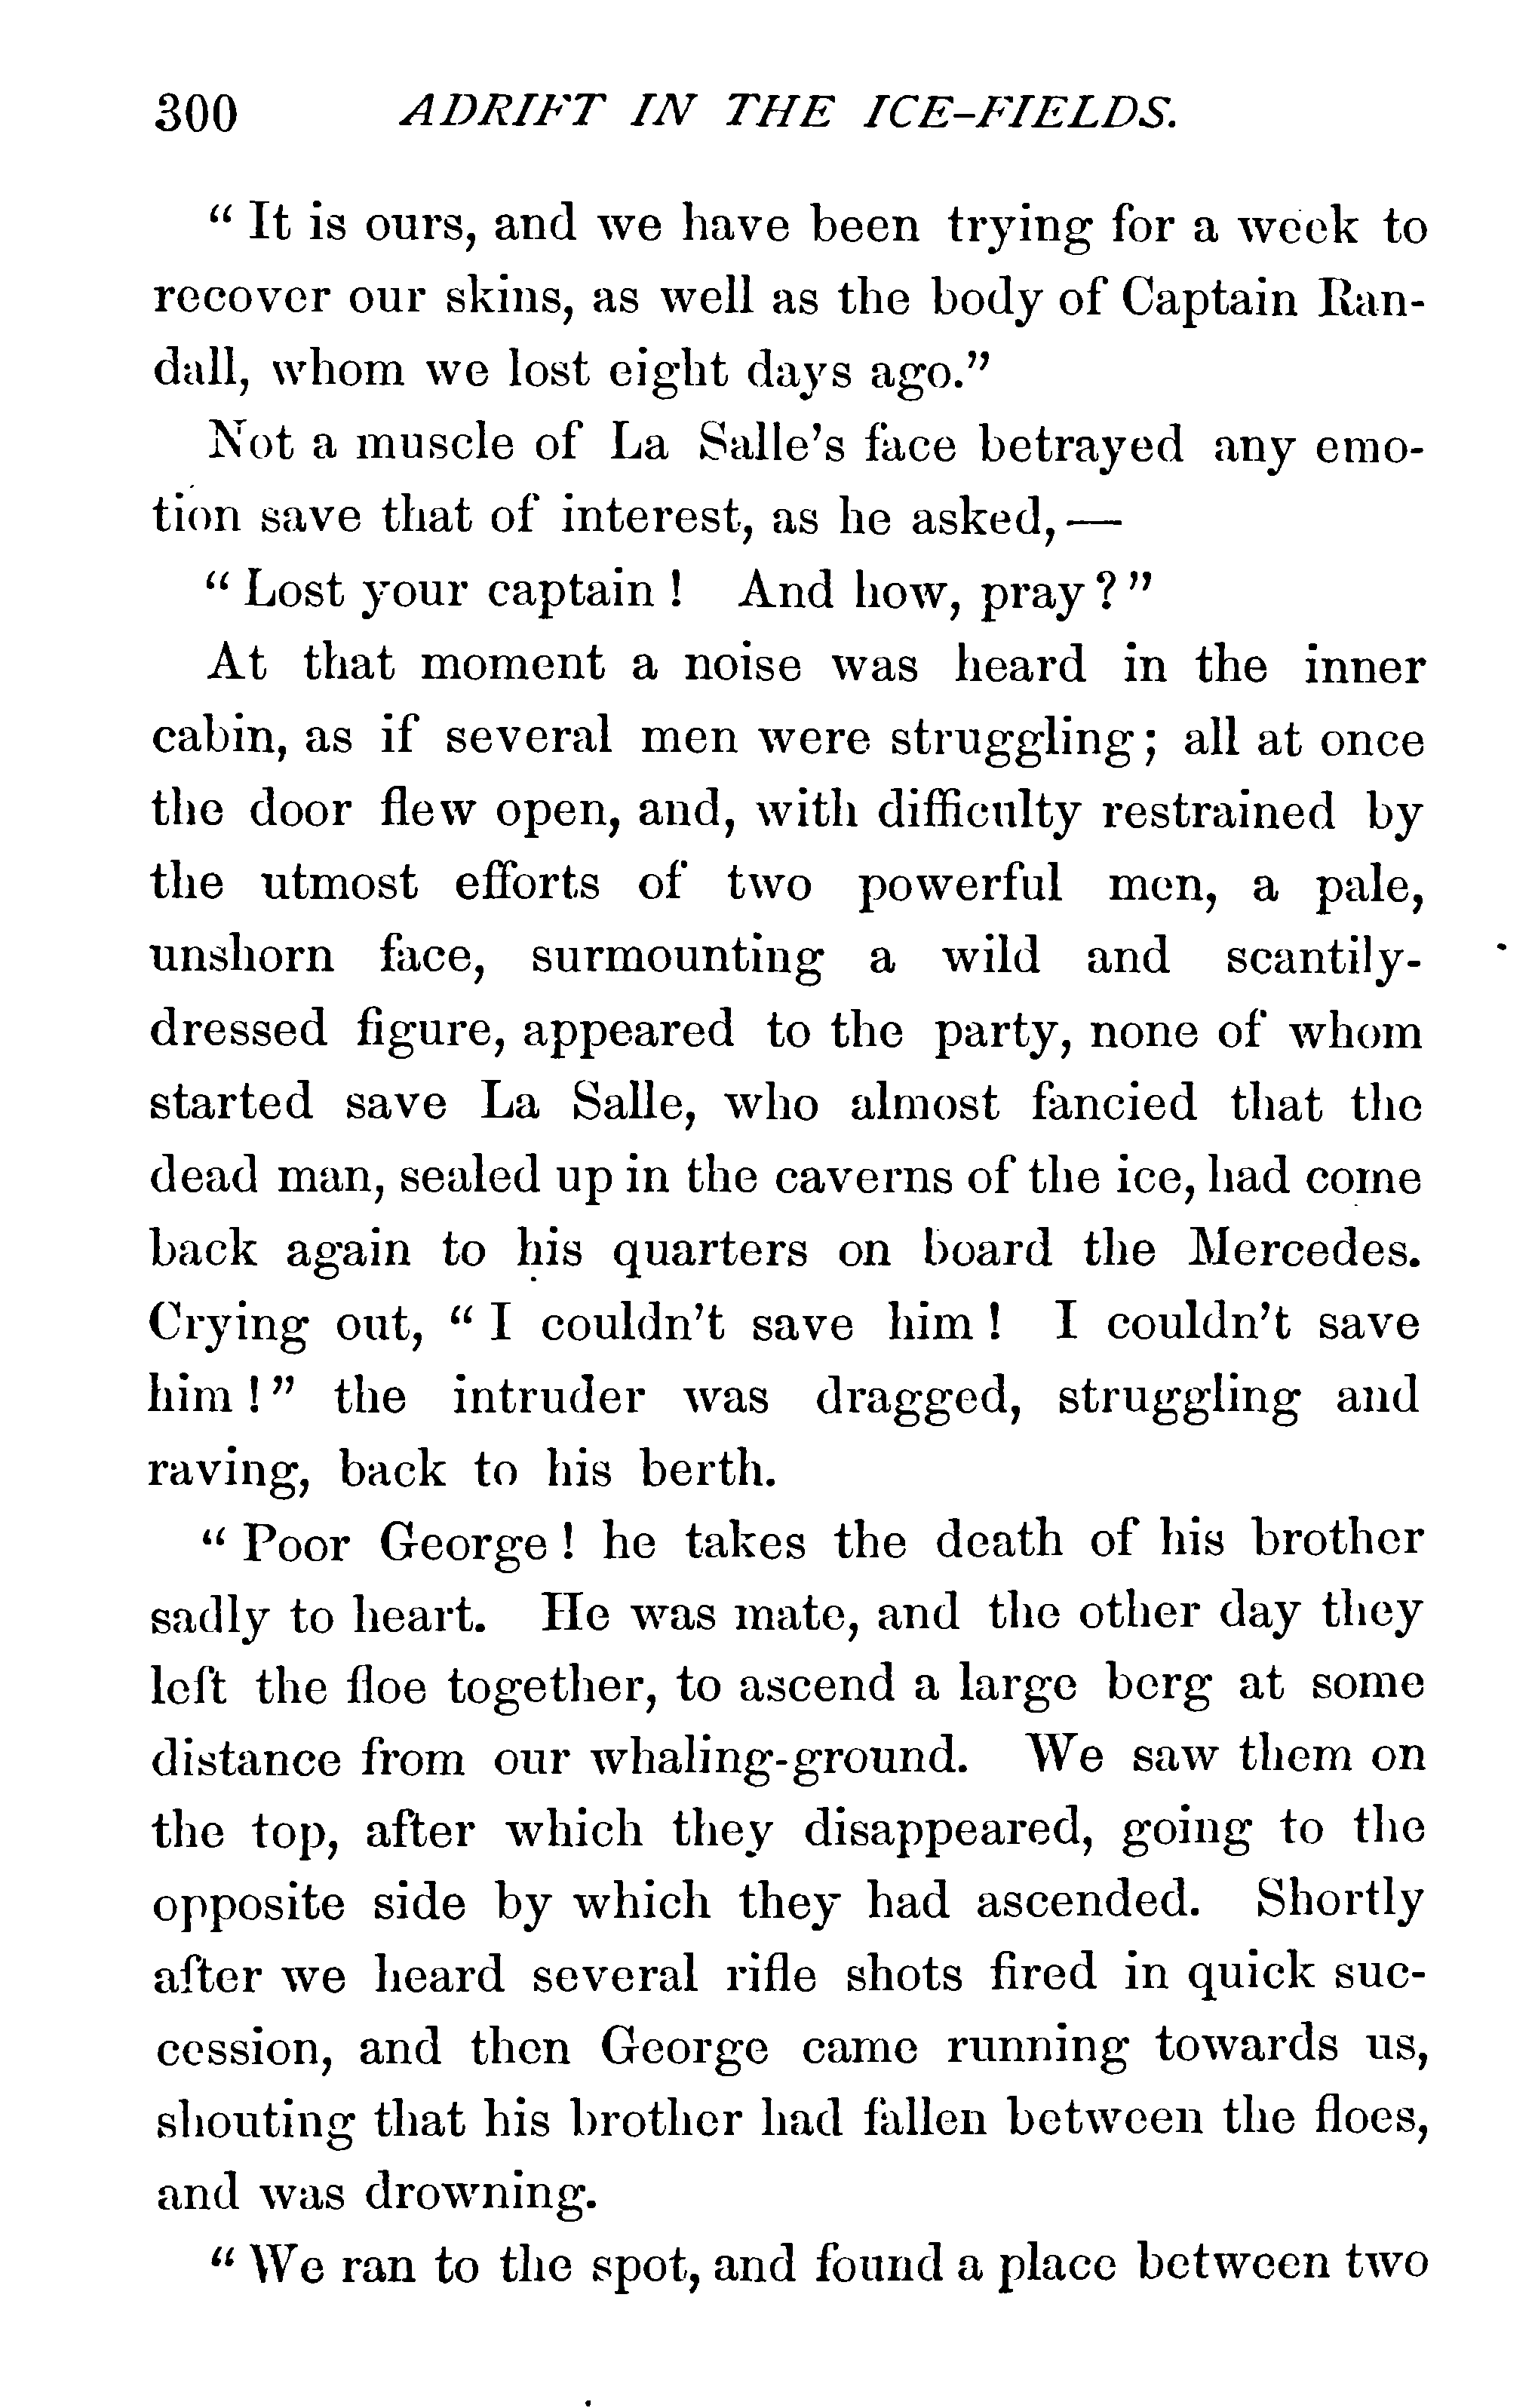 300 ADRIFT IN THE ICE-FIELDS.
“ It is ours, and we have been trying for a week to
recover our skins, as well as the body of Captain Ran-
dall, whom we lost eight days ago.”
Not a muscle of La Salle’s face betrayed any emo-
tion save that of interest, as he asked, —
“ Lost your captain ! And how, pray ? ”
At that moment a noise was heard in the inner
cabin, as if several men were struggling ; all at once
the door flew open, and, with difficulty restrained by
the utmost efforts of two powerful men, a pale,
unshorn face, surmounting a wild and scantily-
dressed figure, appeared to the party, none of whom
started save La Salle, who almost fancied that the
dead man, sealed up in the caverns of the ice, had come
back again to his quarters on board the Mercedes.
Crying out, “ I couldn’t save him ! I couldn’t save
him ! ” the intruder was dragged, struggling and
raving, back to his berth.
“ Poor George ! he takes the death of his brother
sadly to heart. He was mate, and the other day they
left the floe together, to ascend a large berg at some
distance from our whaling-ground. We saw them on
the top, after which they disappeared, going to the
opposite side by which they had ascended. Shortly
after we heard several rifle shots fired in quick suc-
cession, and then George came running towards us,
shouting that his brother had fallen between the floes,
and was drowning.
“ We ran to the spot, and found a place between two